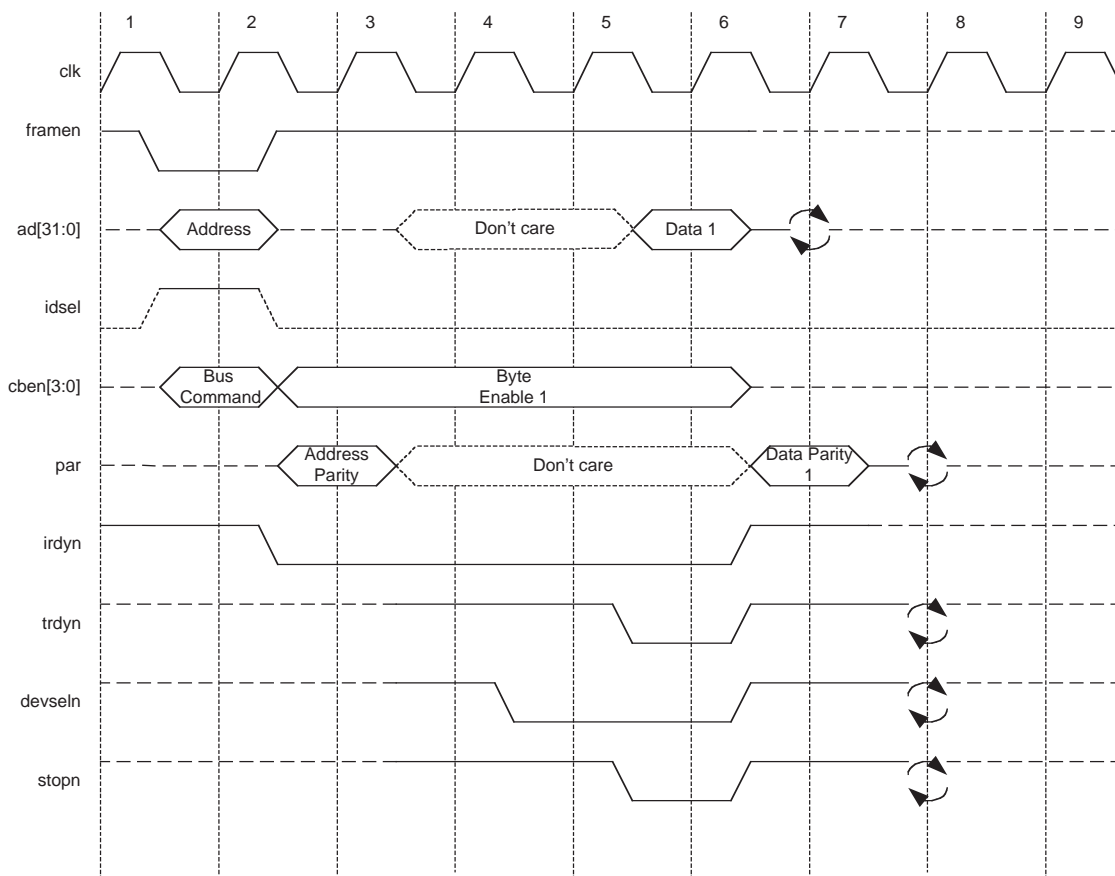 1 2 3 4 5 6 7 8 9
clk
framen
ad[31:0] Address Don't care Data 1
idsel
cben[3:0] Bus Command Byte Enable 1
par Address Parity Don't care Data Parity 1
irdyn
trdyn
devseln
stopn